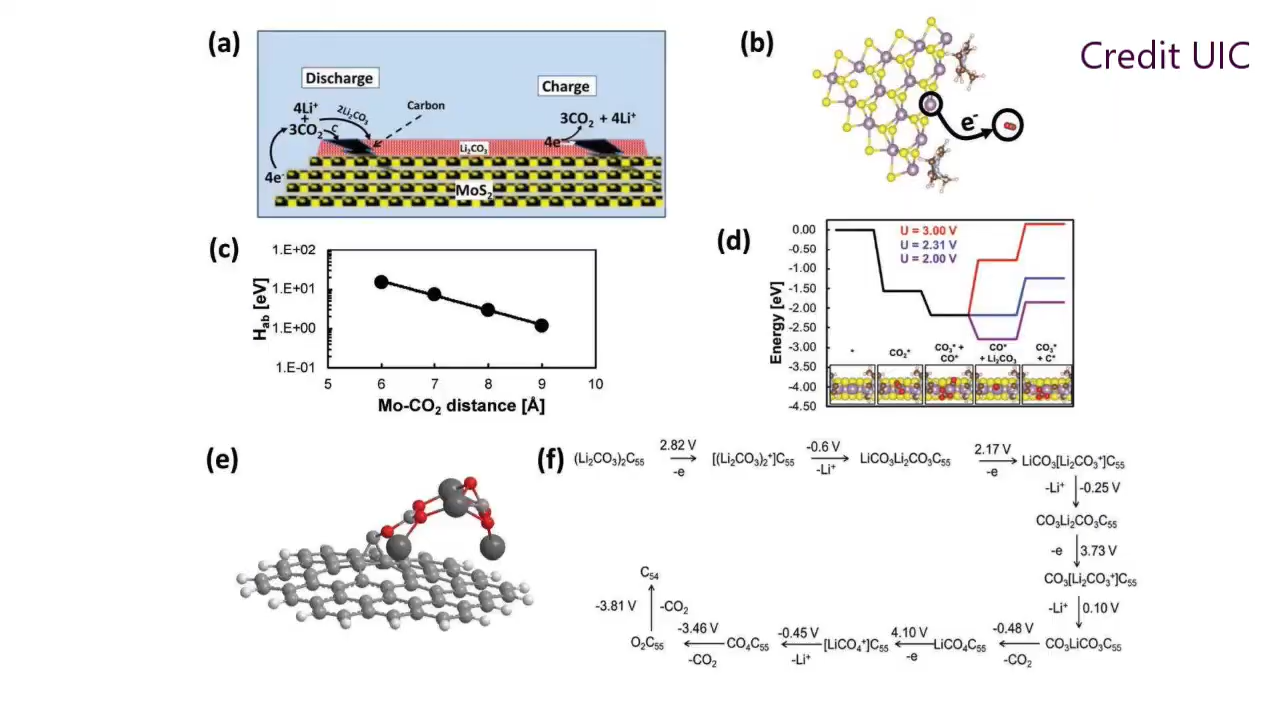 Credit UIC
(a)
Discharge
Charge
4Li⁺
+
3CO₂
2Li₂CO₃
C
Carbon
3CO₂ + 4Li⁺
4e⁻
4e⁻
Li₂CO₃
MoS₂
(b)
e⁻
(c)
1.E+02
1.E+01
1.E+00
1.E-01
Hab [eV]
5 6 7 8 9 10
Mo-CO₂ distance [Å]
(d)
U = 3.00 V
U = 2.31 V
U = 2.00 V
0.00
-0.50
-1.00
-1.50
-2.00
-2.50
-3.00
-3.50
-4.00
-4.50
Energy [eV]
*
CO₂*
CO₃* +
CO*
CO*
+ Li₂CO₃
CO₃*
+ C*
(e)
(f)
(Li₂CO₃)₂C₅₅
2.82 V
-e
[(Li₂CO₃)₂⁺]C₅₅
-0.6 V
-Li⁺
LiCO₃Li₂CO₃C₅₅
2.17 V
-e
LiCO₃[Li₂CO₃⁺]C₅₅
-Li⁺ -0.25 V
CO₃Li₂CO₃C₅₅
-e 3.73 V
CO₃[Li₂CO₃⁺]C₅₅
-Li⁺ 0.10 V
CO₃LiCO₃C₅₅
-0.48 V
-CO₂
LiCO₄C₅₅
4.10 V
-e
[LiCO₄⁺]C₅₅
-0.45 V
-Li⁺
CO₄C₅₅
-3.46 V
-CO₂
O₂C₅₅
-3.81 V -CO₂
C₅₄